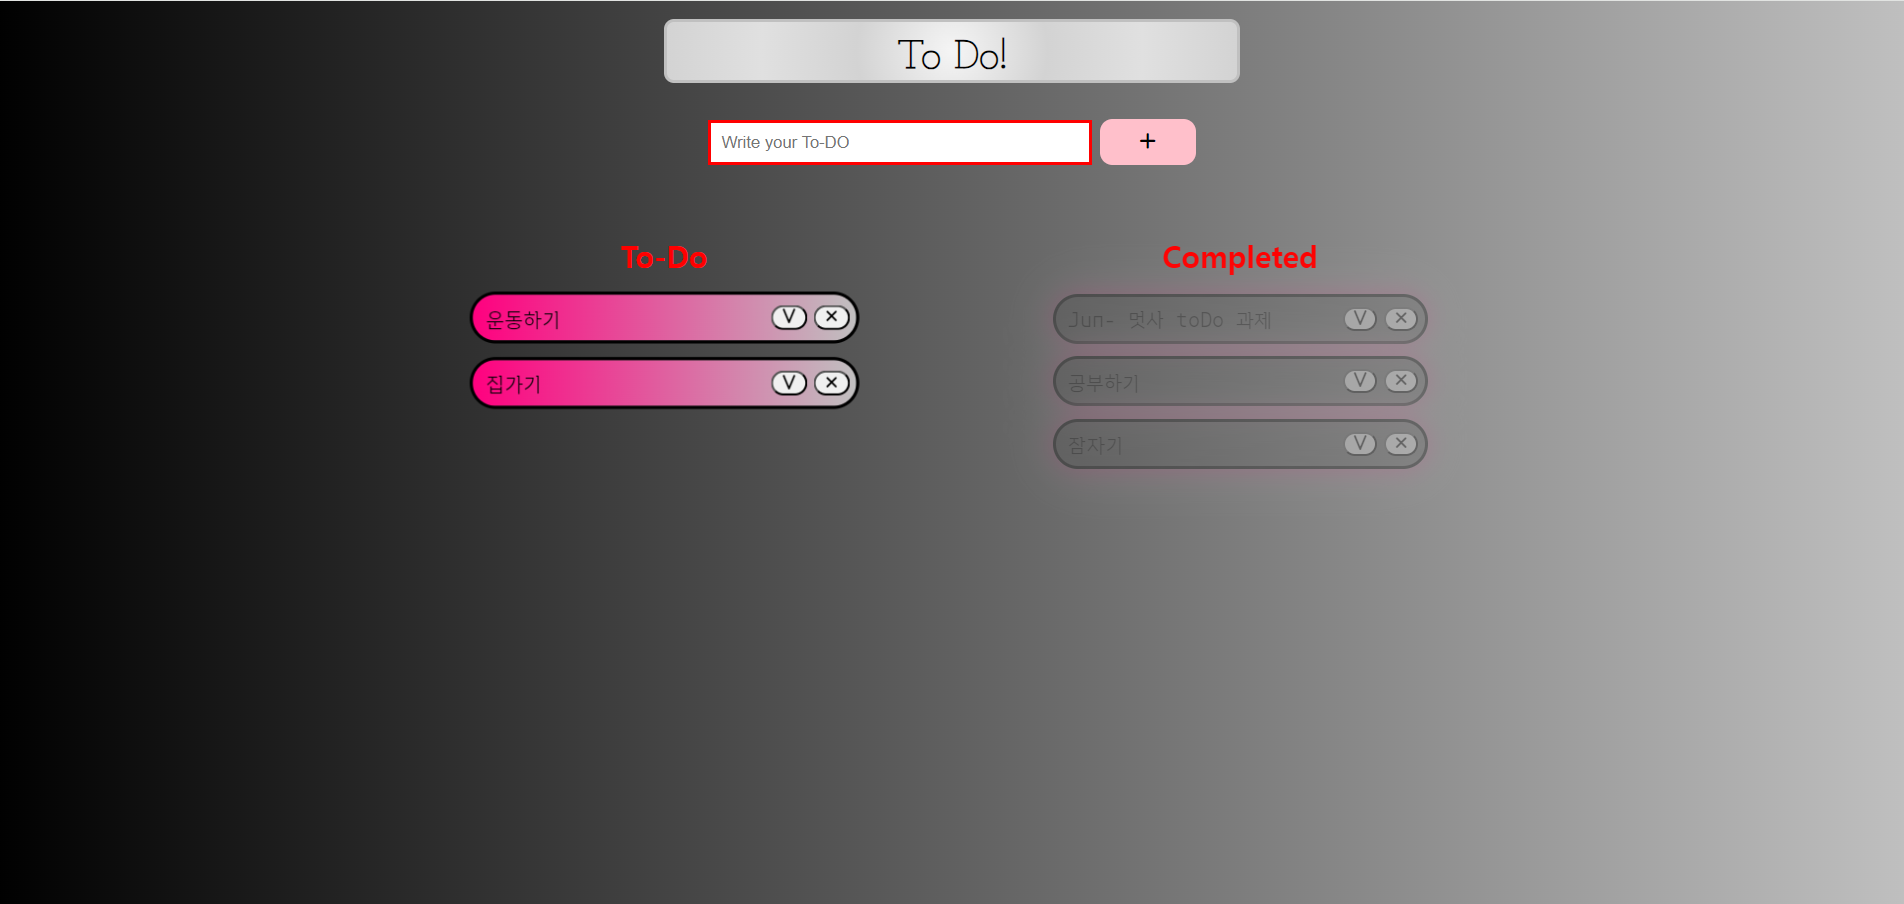 To Do!
Write your To-DO
+
To-Do
운동하기 V ✕
집가기 V ✕
Completed
Jun- 멋사 toDo 과제 V ✕
공부하기 V ✕
잠자기 V ✕